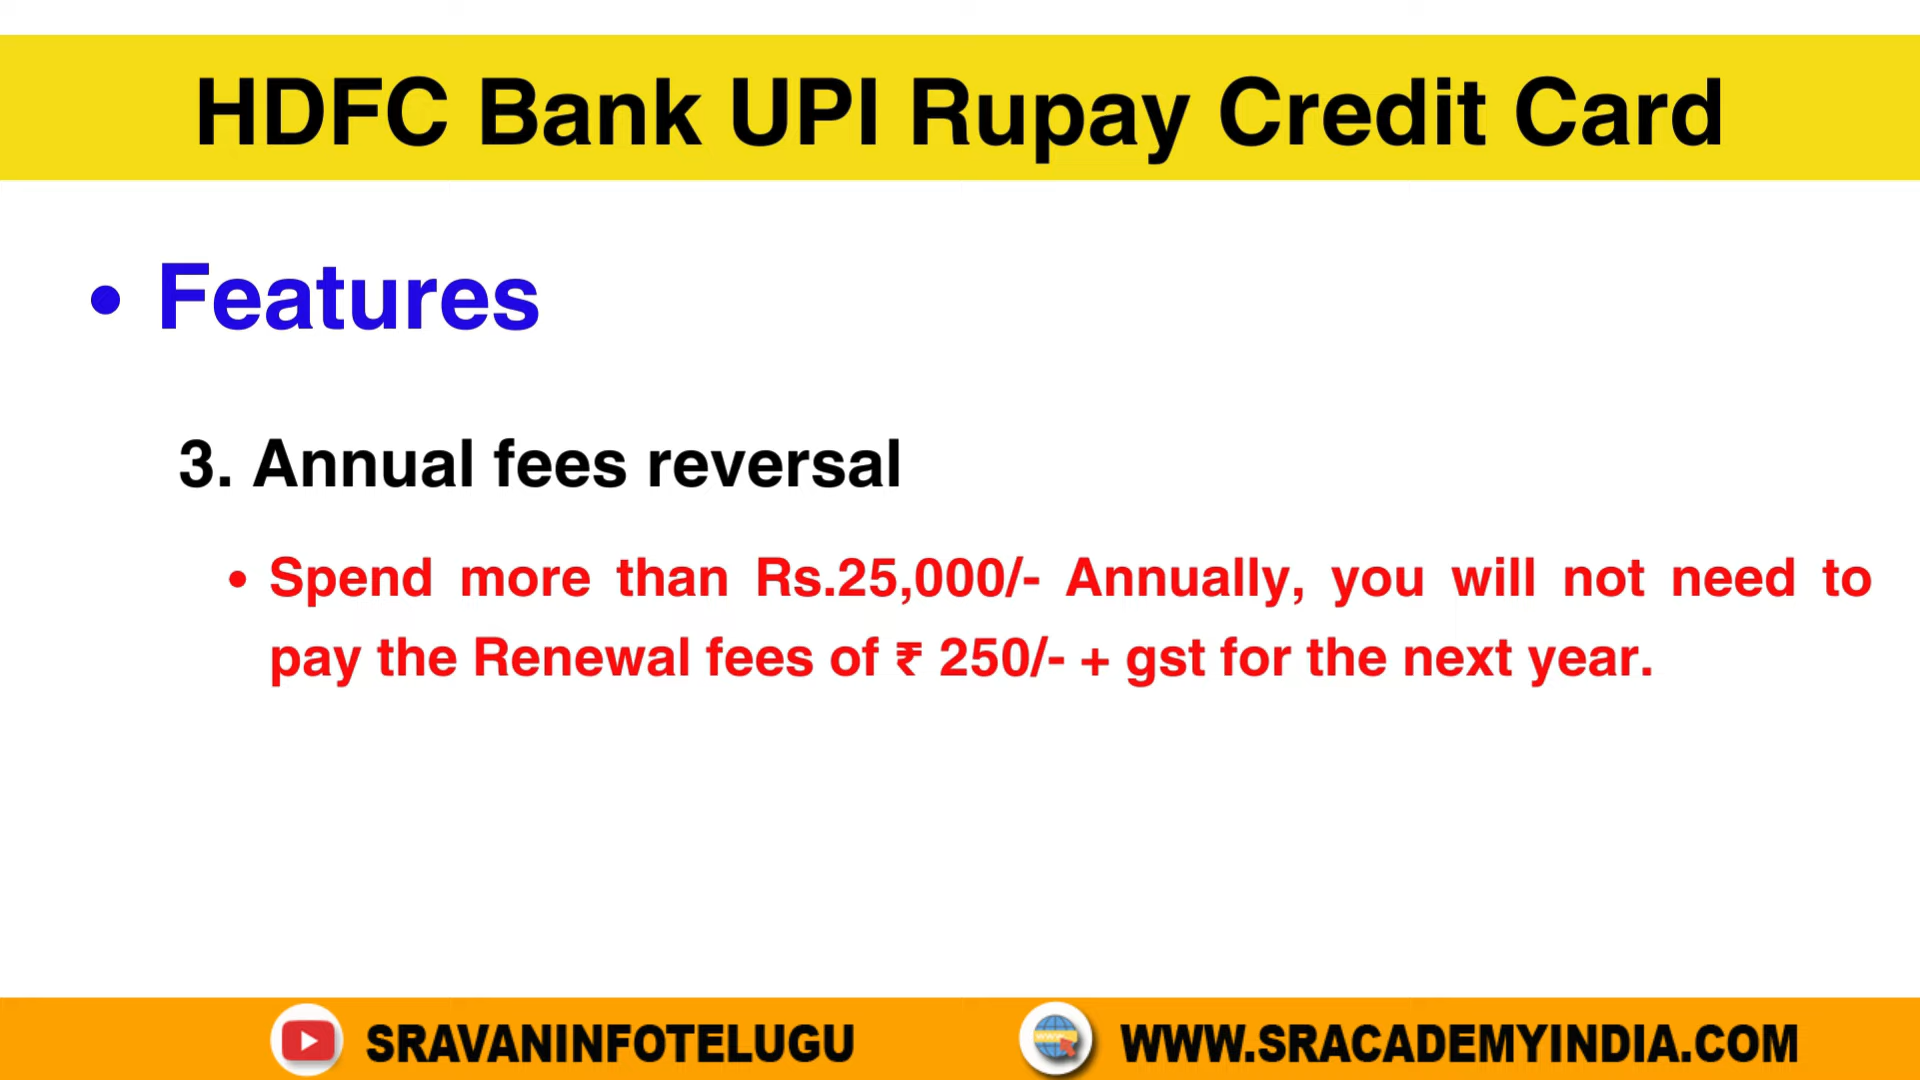 HDFC Bank UPI Rupay Credit Card
• Features
3. Annual fees reversal
• Spend more than Rs.25,000/- Annually, you will not need to
pay the Renewal fees of ₹ 250/- + gst for the next year.
SRAVANINFOTELUGU
WWW.SRACADEMYINDIA.COM